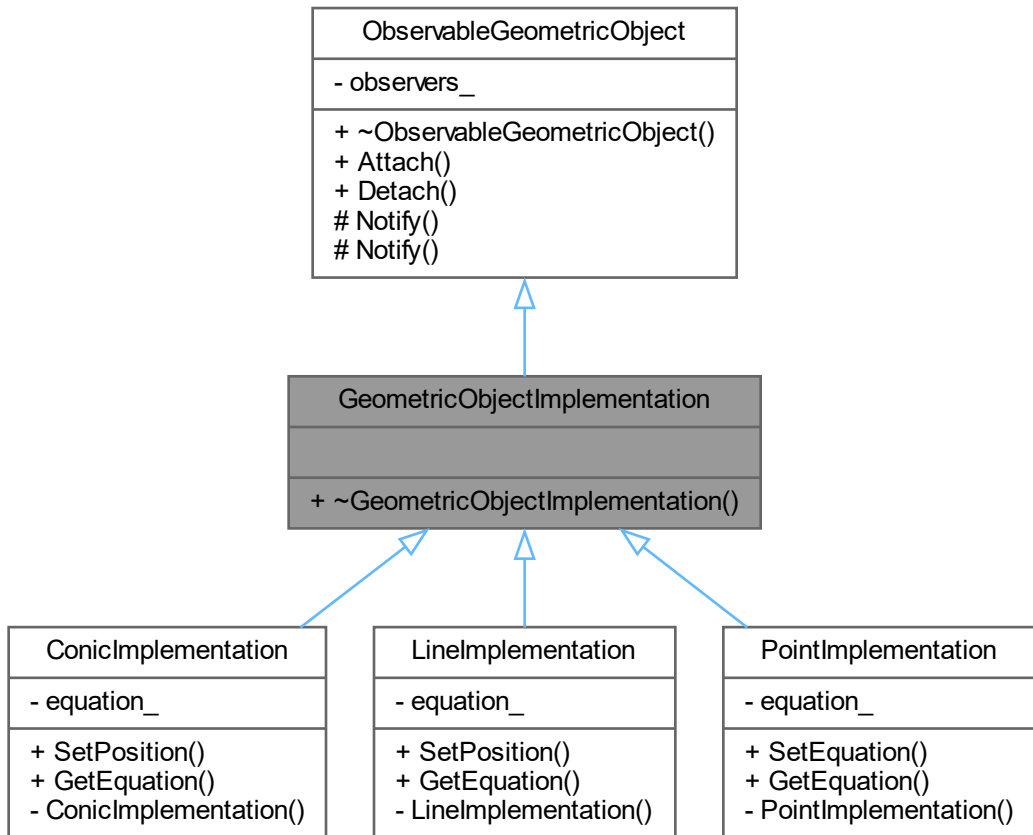 ObservableGeometricObject
- observers_
+ ~ObservableGeometricObject()
+ Attach()
+ Detach()
# Notify()
# Notify()
GeometricObjectImplementation
+ ~GeometricObjectImplementation()
ConicImplementation
- equation_
+ SetPosition()
+ GetEquation()
- ConicImplementation()
LineImplementation
- equation_
+ SetPosition()
+ GetEquation()
- LineImplementation()
PointImplementation
- equation_
+ SetEquation()
+ GetEquation()
- PointImplementation()